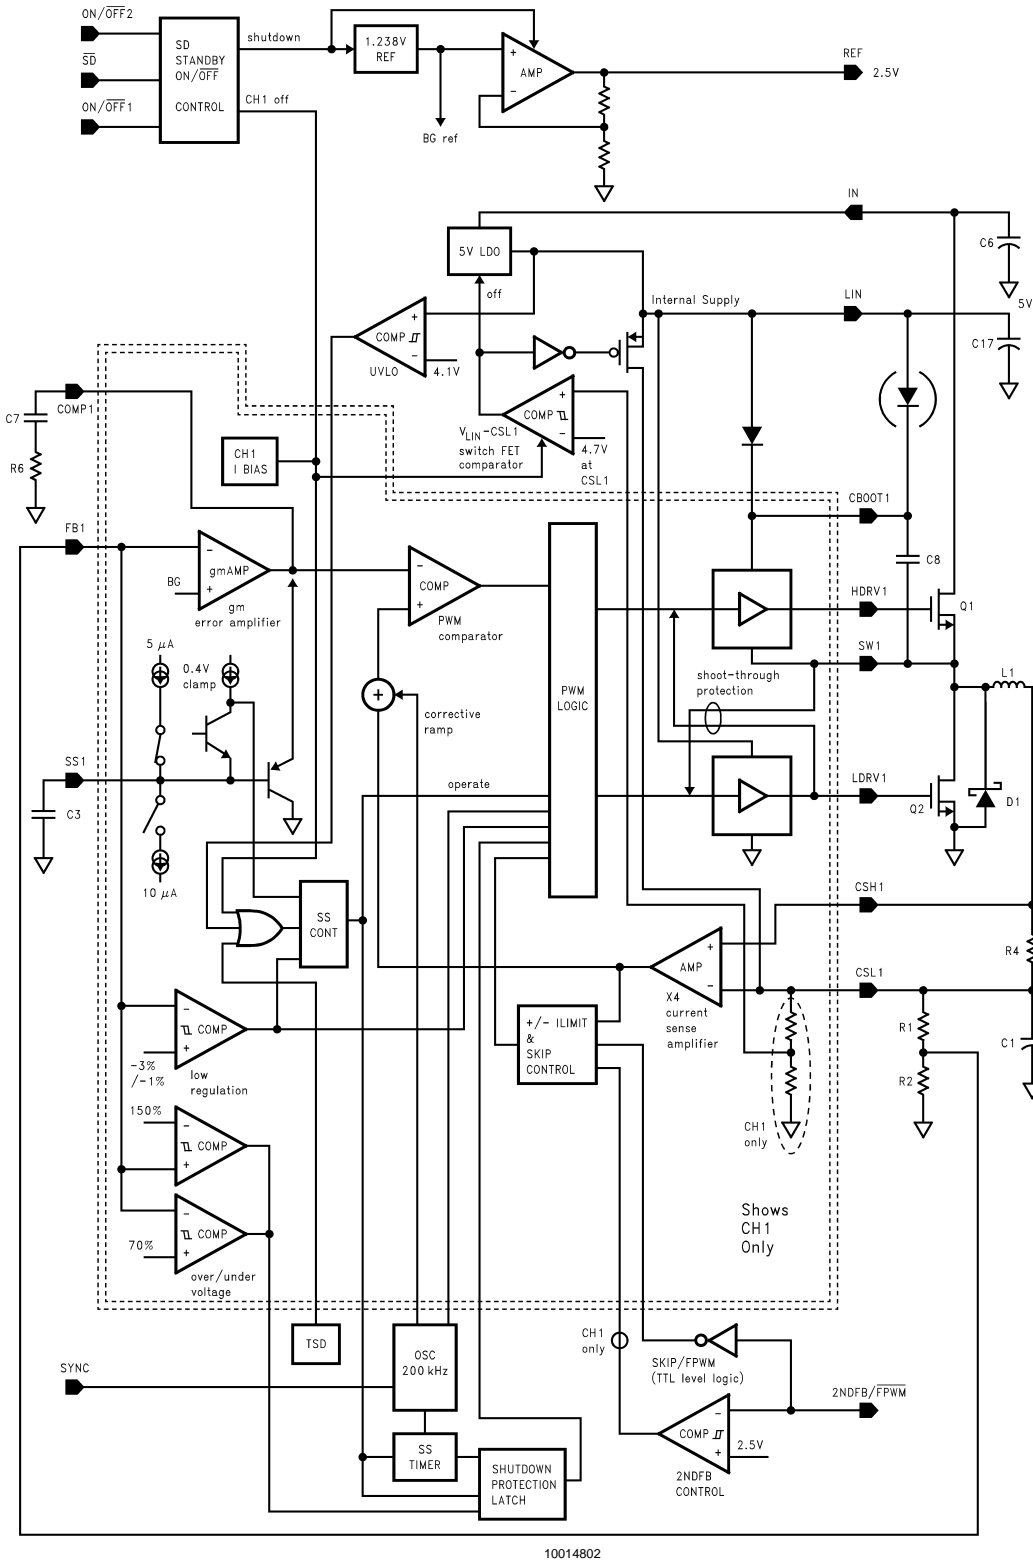 ON/OFF2
SD
ON/OFF1
SD
STANDBY
ON/OFF
CONTROL
shutdown
CH1 off
1.238V
REF
BG ref
+
AMP
-
REF
2.5V
IN
C6
5V LDO
off
Internal Supply
LIN
5V
C17
+
COMP
-
UVLO
4.1V
+
COMP
-
VLIN-CSL1
switch FET
comparator
4.7V
at
CSL1
COMP1
C7
R6
CH1
I BIAS
CBOOT1
C8
FB1
-
gmAMP
+
BG
gm
error amplifier
-
COMP
+
PWM
comparator
HDRV1
Q1
SW1
L1
5 μA
0.4V
clamp
+
corrective
ramp
PWM
LOGIC
shoot-through
protection
SS1
C3
operate
LDRV1
Q2
D1
10 μA
SS
CONT
CSH1
R4
+
AMP
-
X4
current
sense
amplifier
CSL1
R1
R2
C1
-
COMP
+
-3%
/-1%
low
regulation
+/- ILIMIT
&
SKIP
CONTROL
CH1
only
150%
-
COMP
+
70%
-
COMP
+
over/under
voltage
Shows
CH1
Only
TSD
OSC
200 kHz
CH1
only
SKIP/FPWM
(TTL level logic)
SYNC
2NDFB/FPWM
-
COMP
+
2.5V
2NDFB
CONTROL
SS
TIMER
SHUTDOWN
PROTECTION
LATCH
10014802